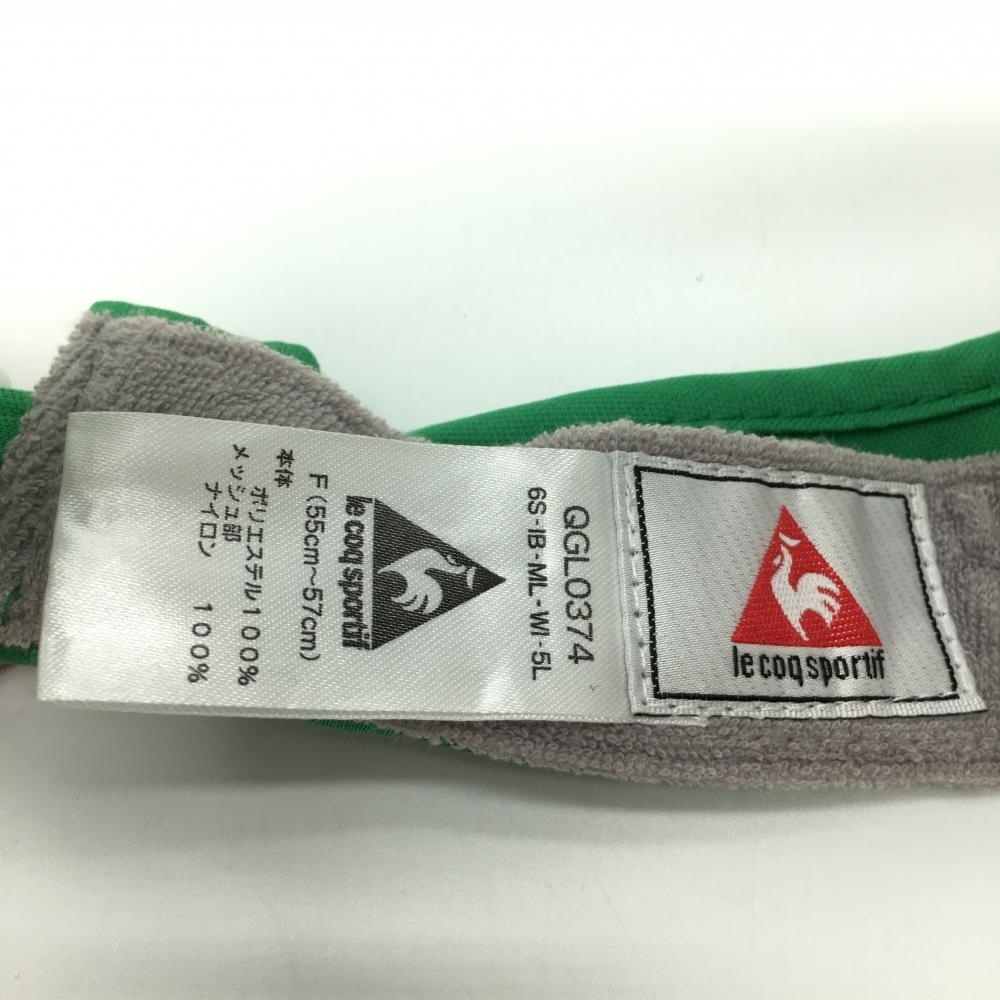 QGL0374
6S-IB-ML-WI-5L
le coq sportif
F(55cm~57cm)
本体
ポリエステル100%
メッシュ部
ナイロン 100%
le coq sportif